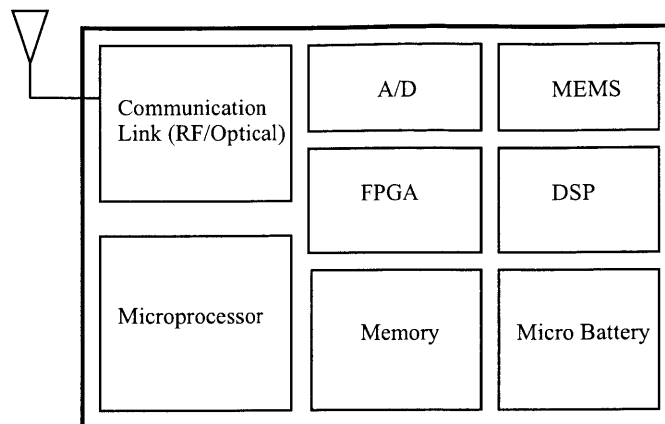 Communication
Link (RF/Optical)
A/D
MEMS
FPGA
DSP
Microprocessor
Memory
Micro Battery